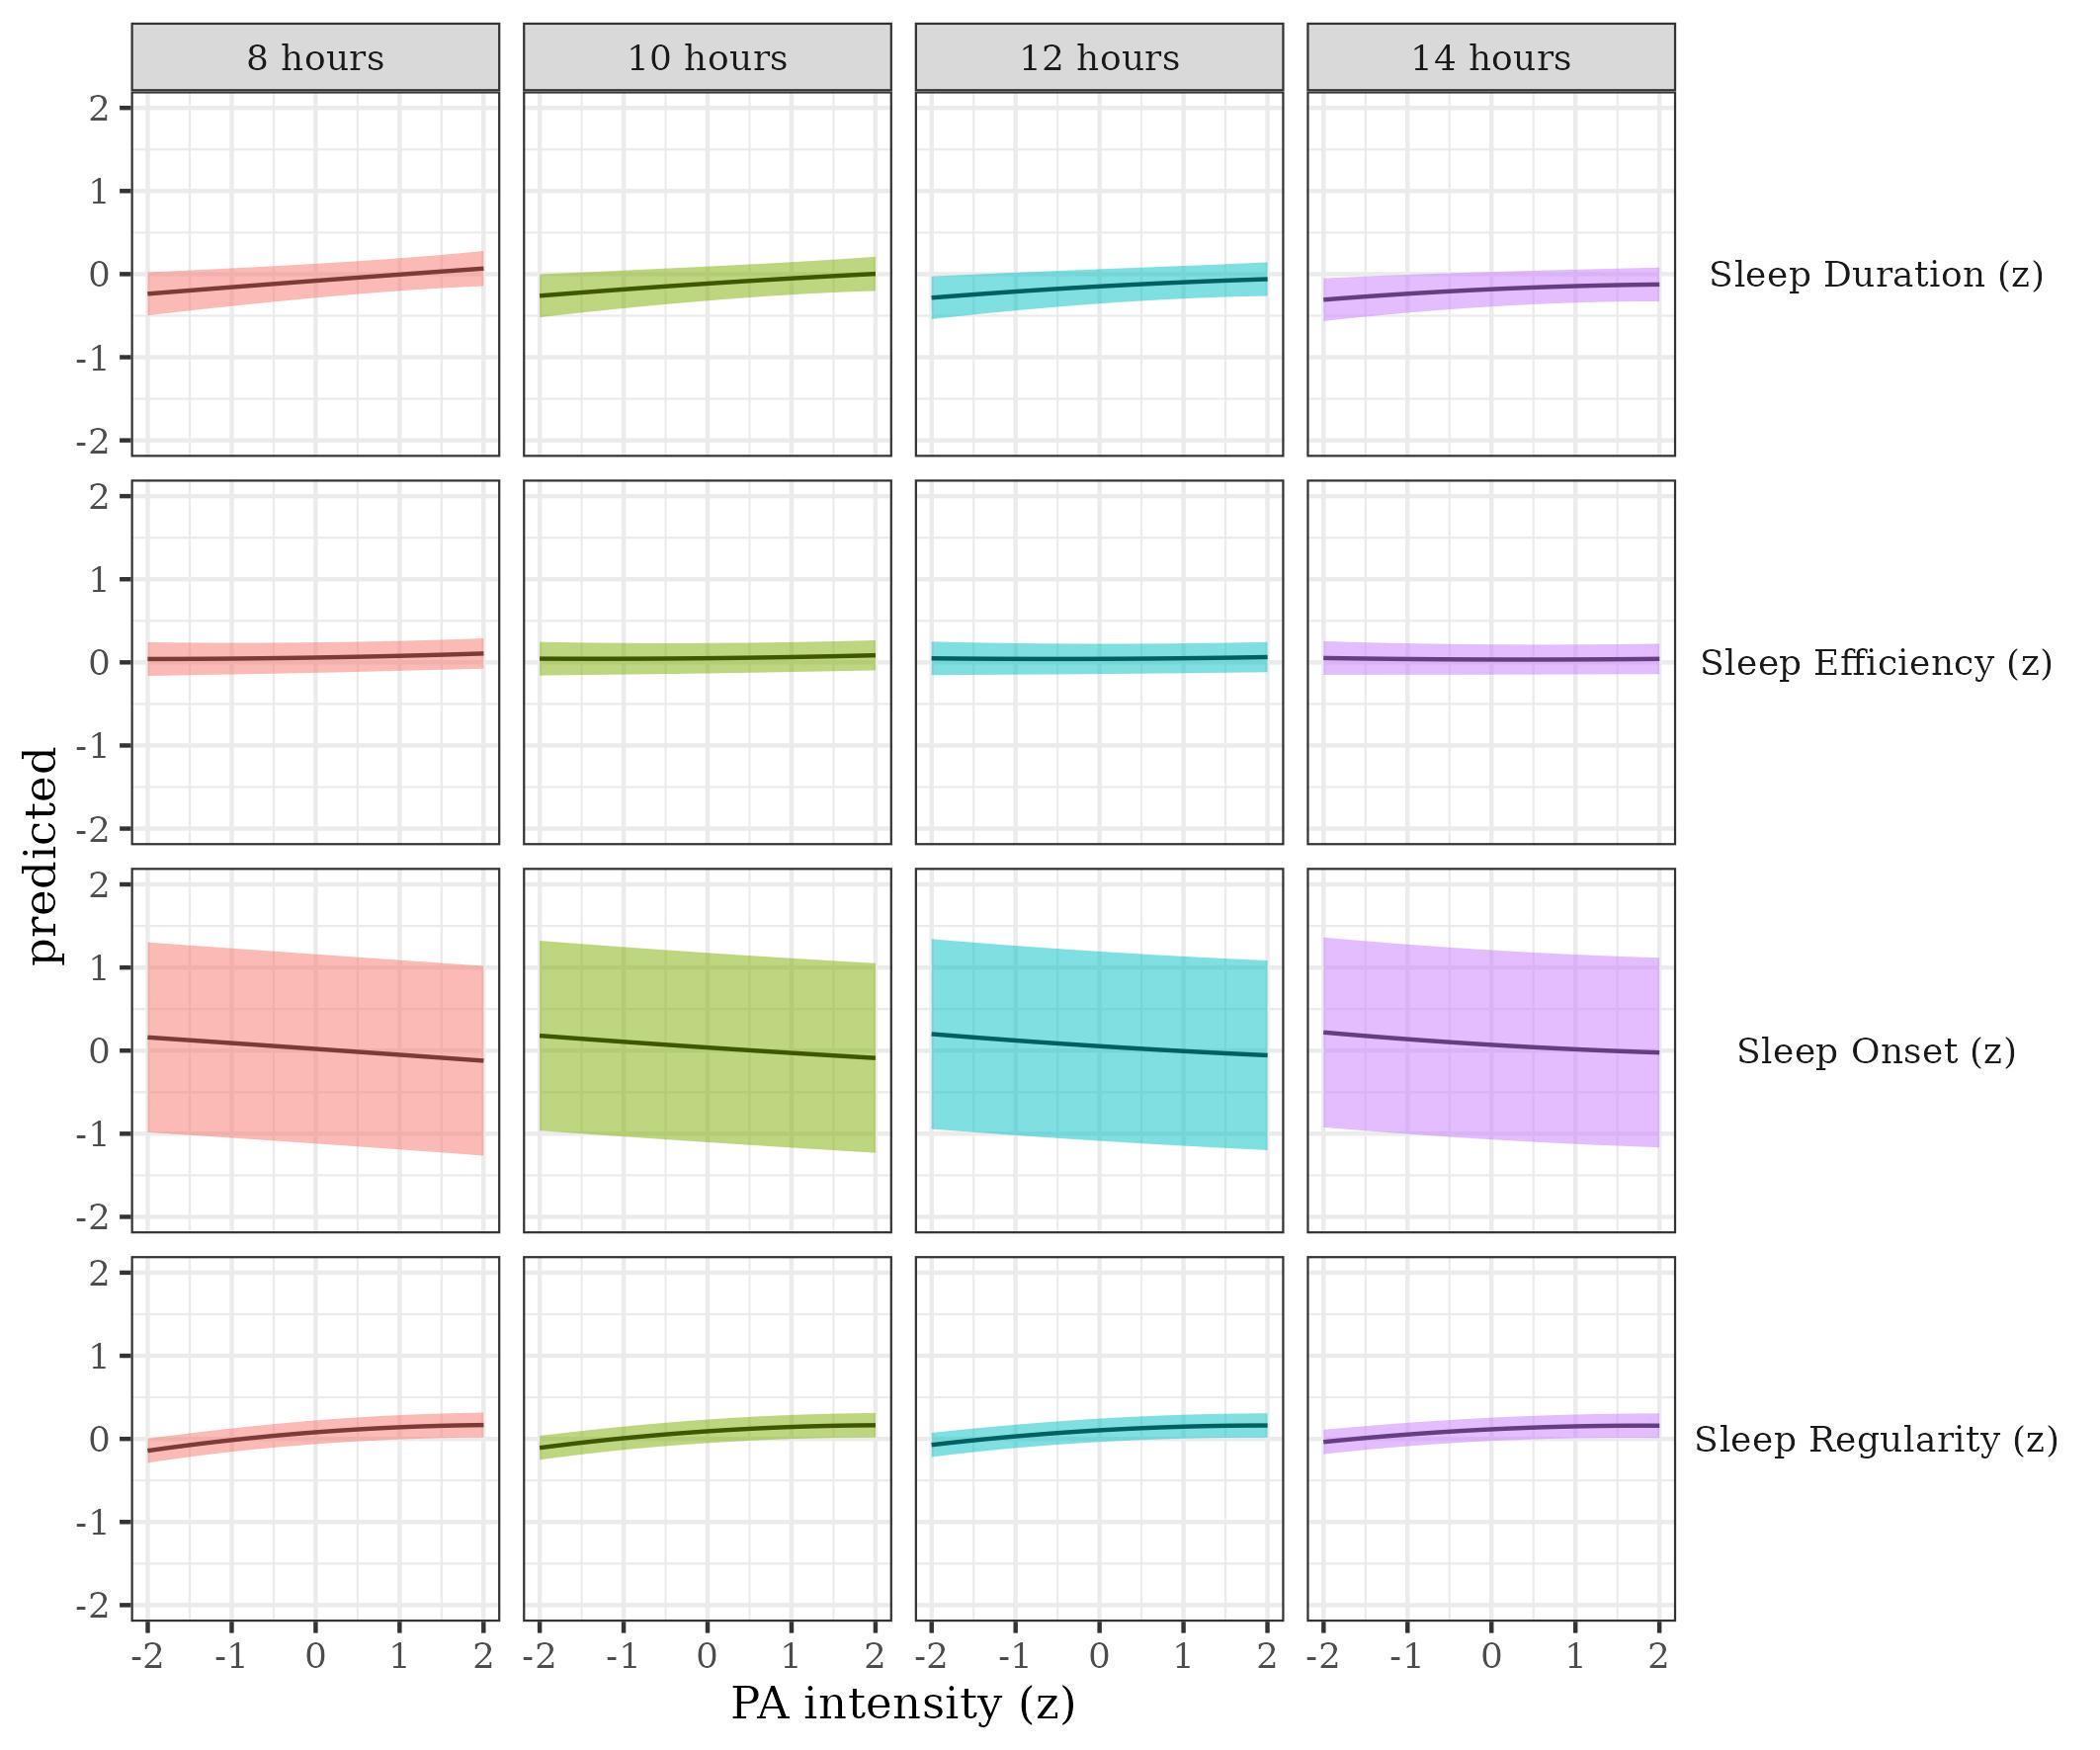 8 hours 10 hours 12 hours 14 hours
2
1
0
-1
-2
Sleep Duration (z)
2
1
0
-1
-2
Sleep Efficiency (z)
predicted
2
1
0
-1
-2
Sleep Onset (z)
2
1
0
-1
-2
Sleep Regularity (z)
-2 -1 0 1 2 -2 -1 0 1 2 -2 -1 0 1 2 -2 -1 0 1 2
PA intensity (z)